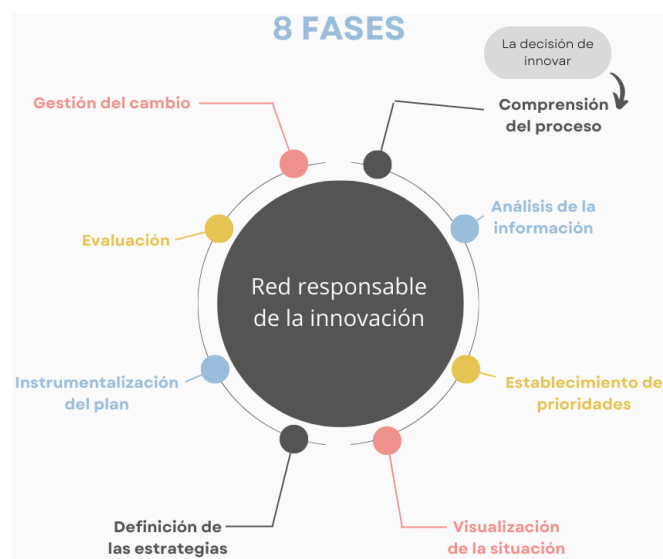 8 FASES
La decisión de
innovar
Comprensión
del proceso
Análisis de la
información
Establecimiento de
prioridades
Visualización
de la situación
Definición de
las estrategias
Instrumentalización
del plan
Evaluación
Gestión del cambio
Red responsable
de la innovación